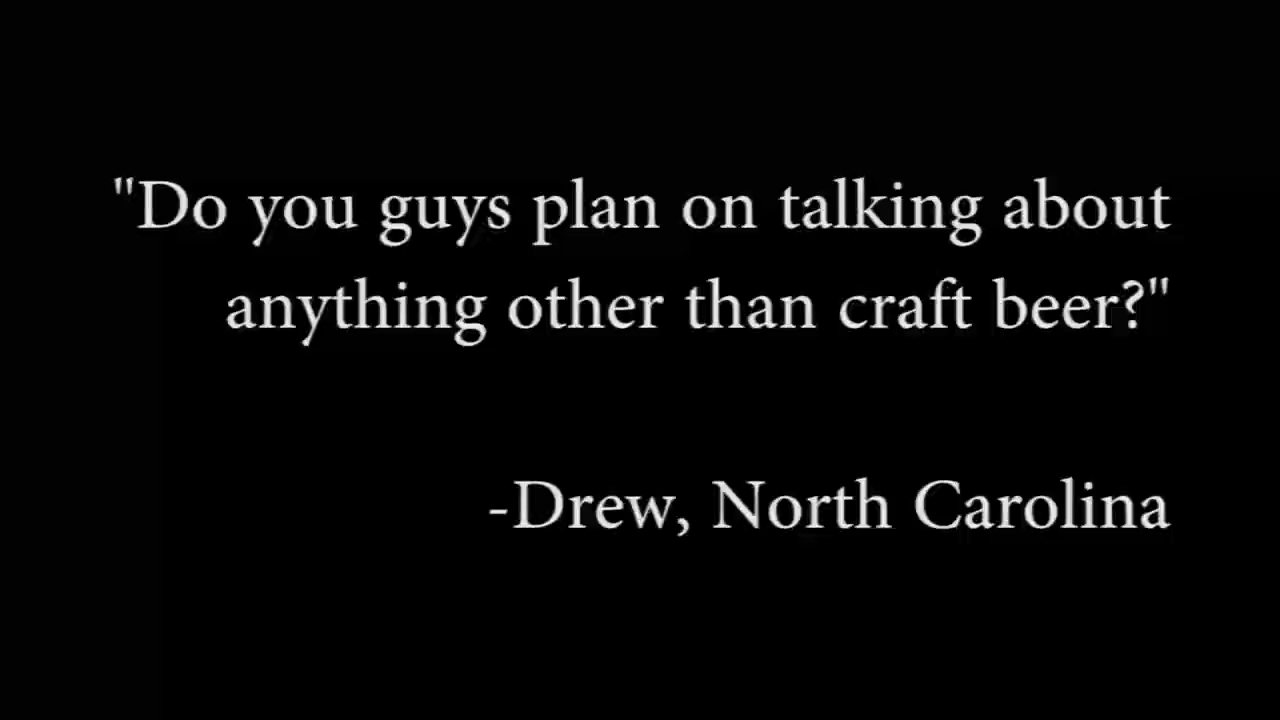 "Do you guys plan on talking about
anything other than craft beer?"
-Drew, North Carolina